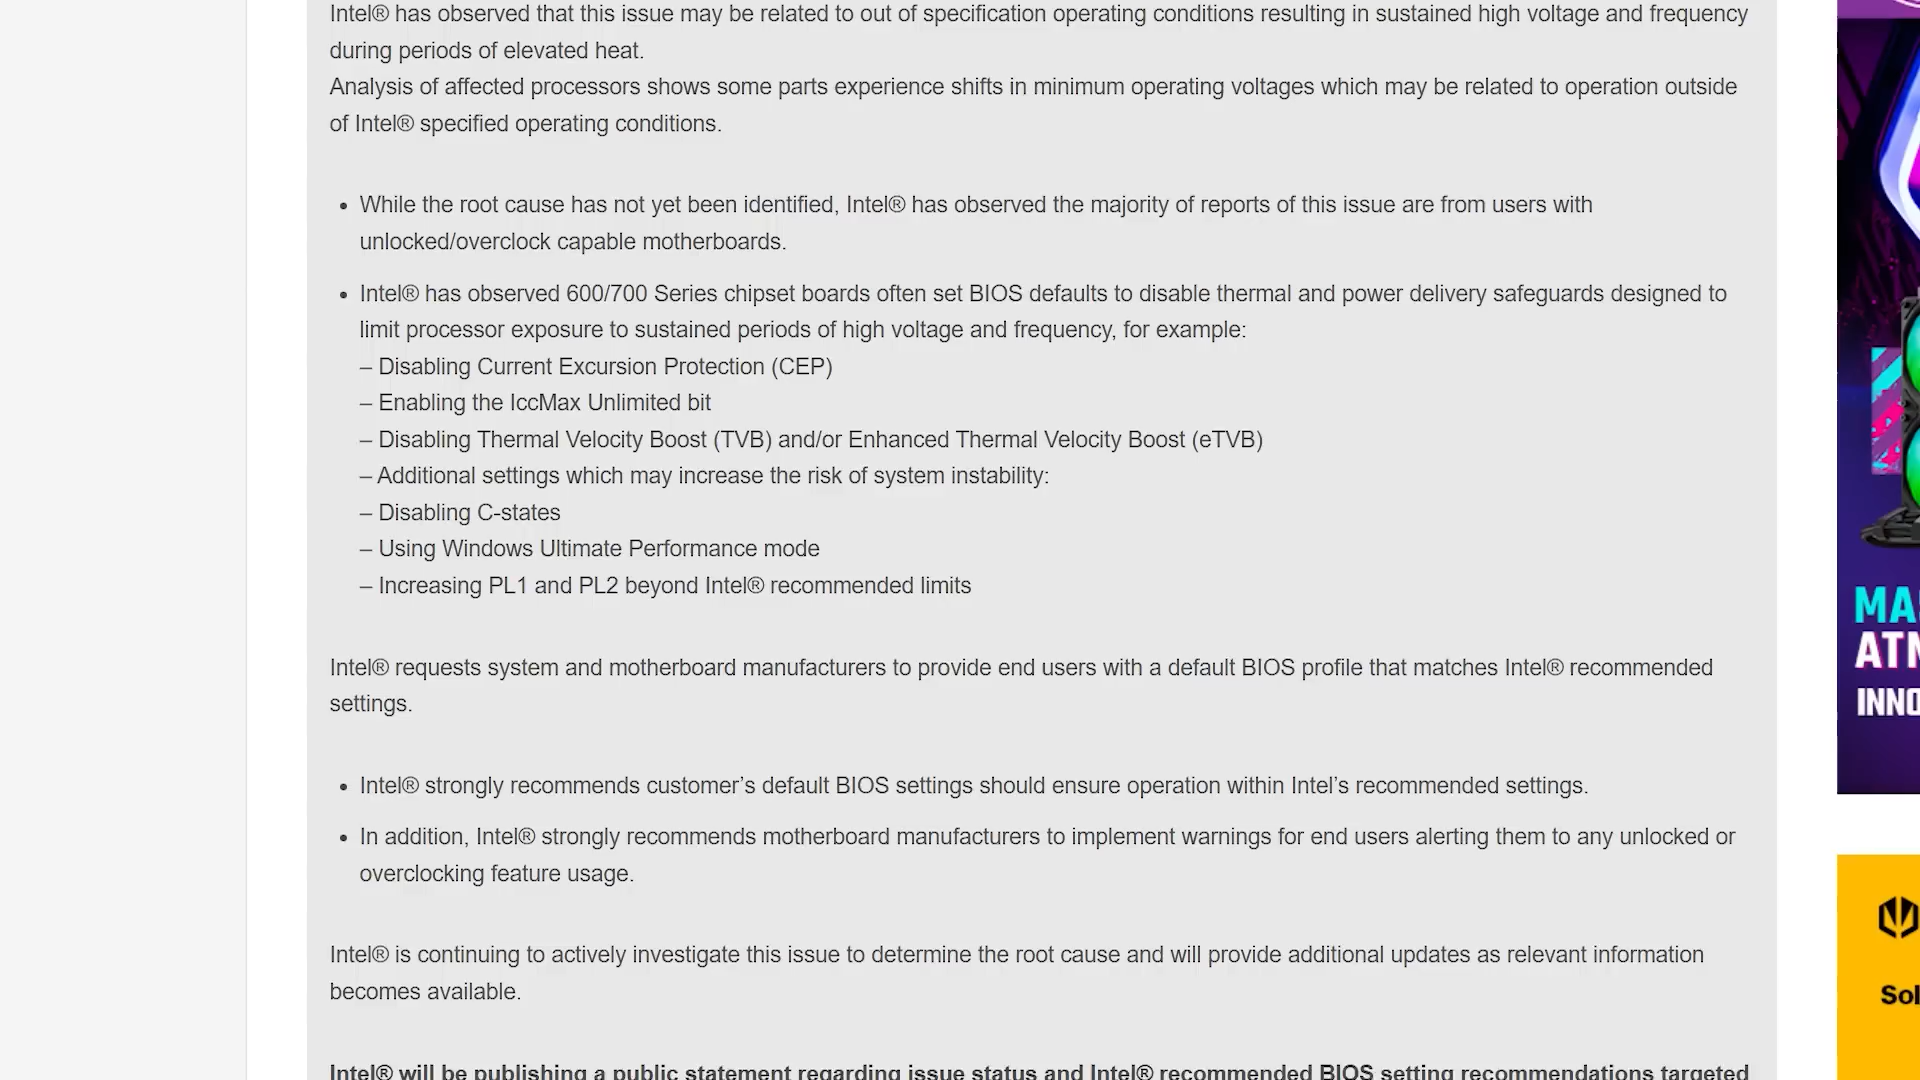 Intel® has observed that this issue may be related to out of specification operating conditions resulting in sustained high voltage and frequency
during periods of elevated heat.
Analysis of affected processors shows some parts experience shifts in minimum operating voltages which may be related to operation outside
of Intel® specified operating conditions.
• While the root cause has not yet been identified, Intel® has observed the majority of reports of this issue are from users with
unlocked/overclock capable motherboards.
• Intel® has observed 600/700 Series chipset boards often set BIOS defaults to disable thermal and power delivery safeguards designed to
limit processor exposure to sustained periods of high voltage and frequency, for example:
– Disabling Current Excursion Protection (CEP)
– Enabling the IccMax Unlimited bit
– Disabling Thermal Velocity Boost (TVB) and/or Enhanced Thermal Velocity Boost (eTVB)
– Additional settings which may increase the risk of system instability:
– Disabling C-states
– Using Windows Ultimate Performance mode
– Increasing PL1 and PL2 beyond Intel® recommended limits
Intel® requests system and motherboard manufacturers to provide end users with a default BIOS profile that matches Intel® recommended
settings.
• Intel® strongly recommends customer’s default BIOS settings should ensure operation within Intel’s recommended settings.
• In addition, Intel® strongly recommends motherboard manufacturers to implement warnings for end users alerting them to any unlocked or
overclocking feature usage.
Intel® is continuing to actively investigate this issue to determine the root cause and will provide additional updates as relevant information
becomes available.
Intel® will be publishing a public statement regarding issue status and Intel® recommended BIOS setting recommendations targeted